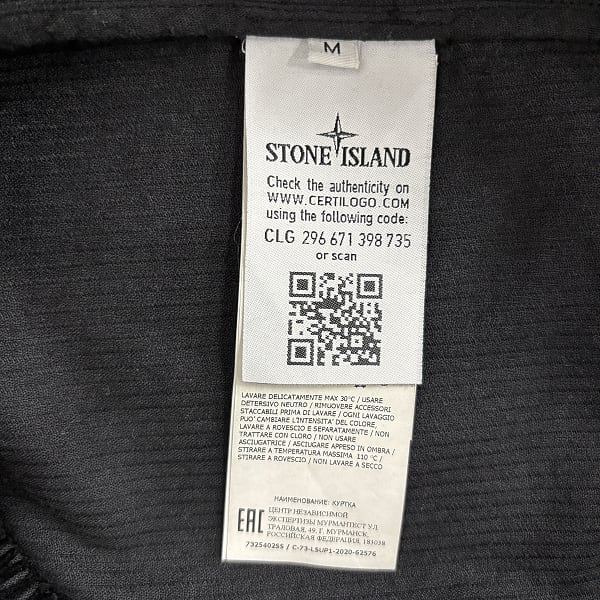 M
STONE ISLAND
Check the authenticity on
WWW.CERTILOGO.COM
using the following code:
CLG 296 671 398 735
or scan
LAVARE DELICATAMENTE MAX 30°C / USARE
DETERSIVO NEUTRO / RIMUOVERE ACCESSORI
STACCABILI PRIMA DI LAVARE / OGNI LAVAGGIO
PUO' CAMBIARE L'INTENSITA' DEL COLORE,
LAVARE A ROVESCIO E SEPARATAMENTE / NON
TRATTARE CON CLORO / NON USARE
ASCIUGATRICE / ASCIUGARE APPESO IN OMBRA /
STIRARE A TEMPERATURA MASSIMA 110 °C /
STIRARE A ROVESCIO / NON LAVARE A SECCO
НАИМЕНОВАНИЕ: КУРТКА
EAC ЦЕНТР НЕЗАВИСИМОЙ
ЭКСПЕРТИЗЫ МУРМАНТЕСТ УЛ.
ТРАЛОВАЯ, 49, Г. МУРМАНСК,
РОССИЙСКАЯ ФЕДЕРАЦИЯ, 183038
7325402SS / C-73-LSUP1-2020-62576